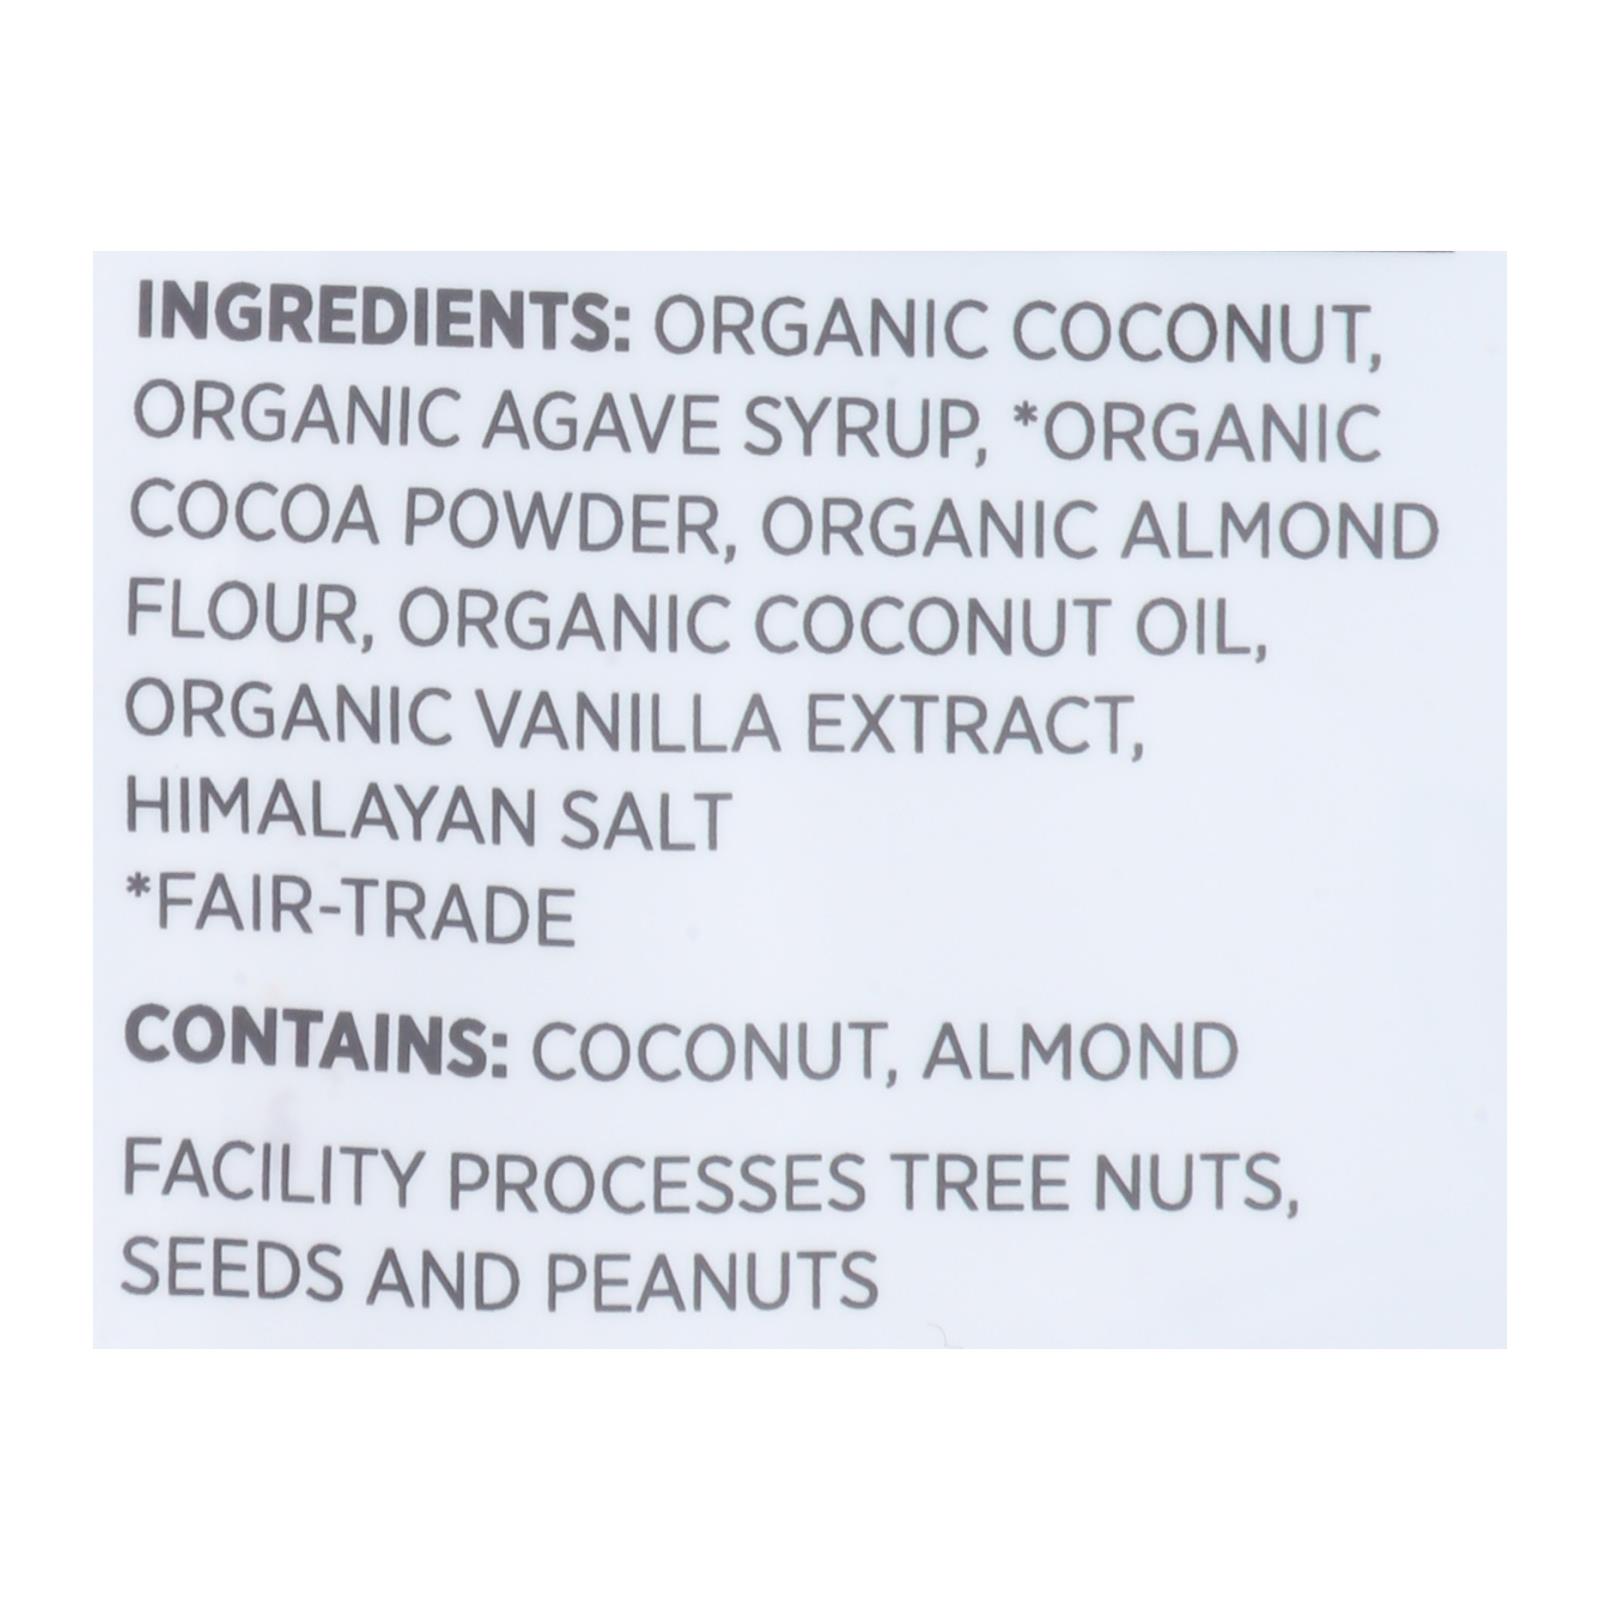 INGREDIENTS: ORGANIC COCONUT,
ORGANIC AGAVE SYRUP, *ORGANIC
COCOA POWDER, ORGANIC ALMOND
FLOUR, ORGANIC COCONUT OIL,
ORGANIC VANILLA EXTRACT,
HIMALAYAN SALT
*FAIR-TRADE
CONTAINS: COCONUT, ALMOND
FACILITY PROCESSES TREE NUTS,
SEEDS AND PEANUTS